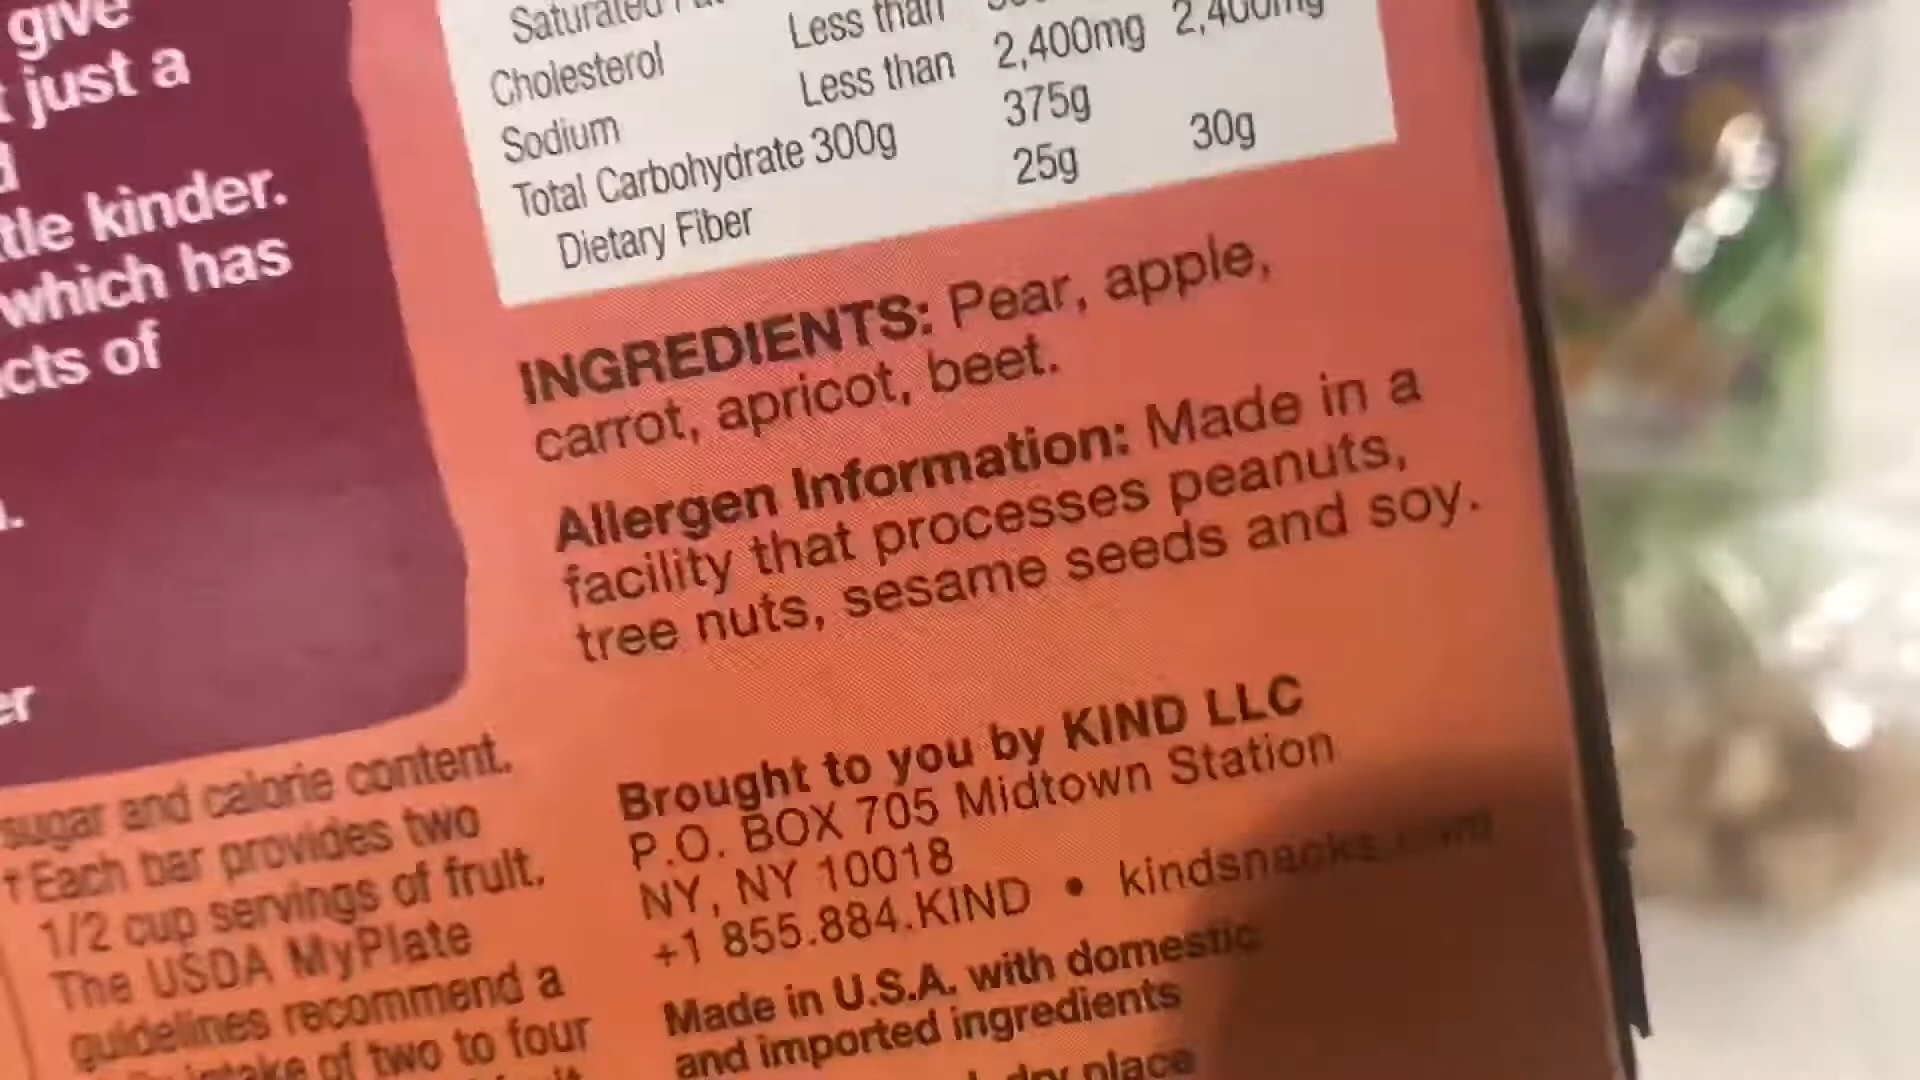 give
just a
kinder.
which has
of
sugar and calorie content.
†Each bar provides two
1/2 cup servings of fruit.
The USDA MyPlate
guidelines recommend a
intake of two to four
Saturated
Cholesterol Less than
Sodium Less than 2,400mg 2,400mg
Total Carbohydrate 300g 375g
Dietary Fiber 25g 30g
INGREDIENTS: Pear, apple,
carrot, apricot, beet.
Allergen Information: Made in a
facility that processes peanuts,
tree nuts, sesame seeds and soy.
Brought to you by KIND LLC
P.O. BOX 705 Midtown Station
NY, NY 10018
+1 855.884.KIND • kindsnacks.com
Made in U.S.A. with domestic
and imported ingredients
dry place